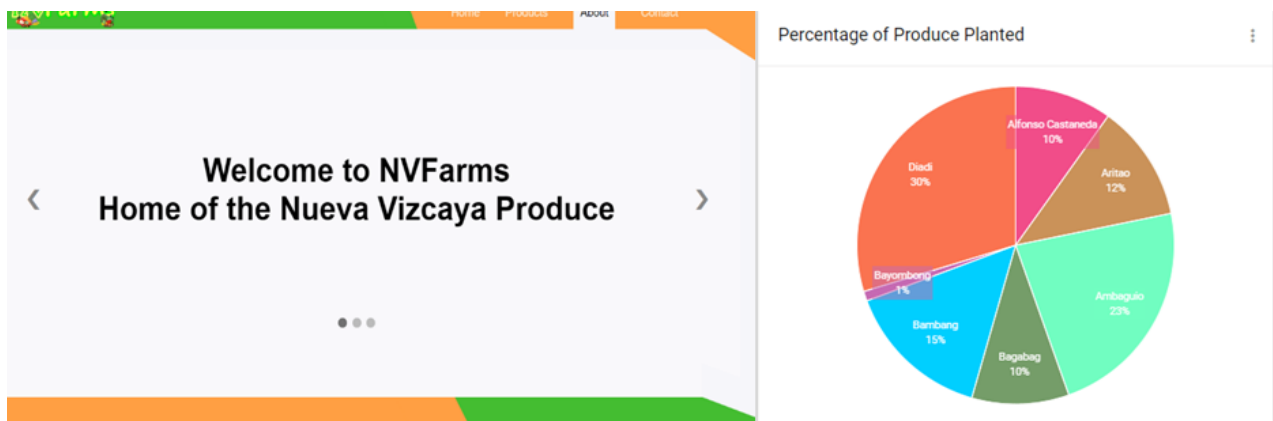 Farms
Home Products About Contact
Welcome to NVFarms
Home of the Nueva Vizcaya Produce
Percentage of Produce Planted
Alfonso Castaneda
10%
Aritao
12%
Ambaguio
23%
Bagabag
10%
Bambang
15%
Bayombong
1%
Diadi
30%